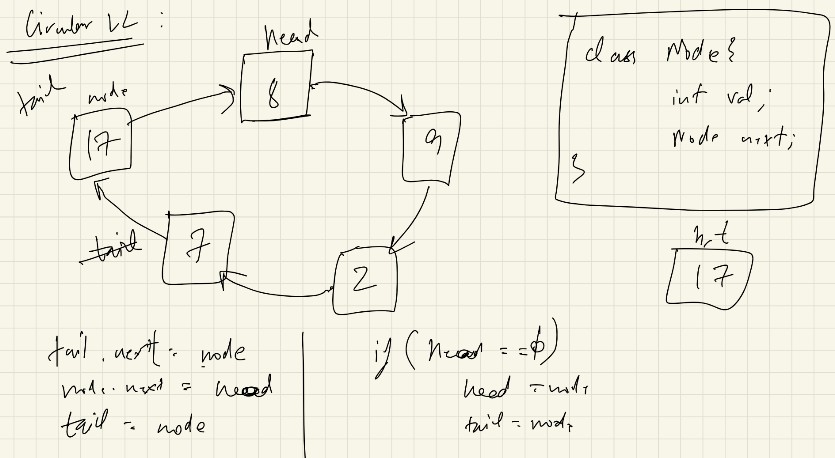 Circular LL :
head
tail node
8
17
9
tail
7
2
class Node{
int val;
Node next;
}
h,t
17
tail.next = node
node.next = head
tail = node
if (head == ϕ)
head = node
tail = node